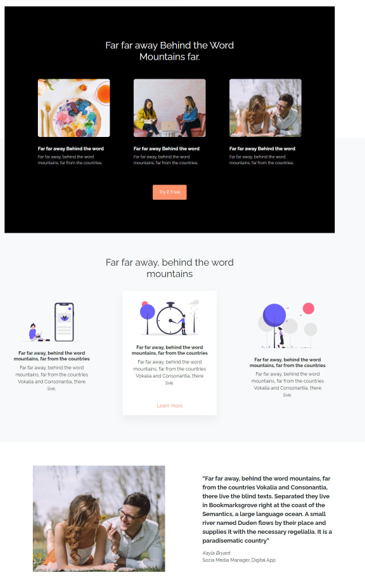 Far far away Behind the Word
Mountains far.
Far far away Behind the word
Far far away, behind the word
mountains, far from the countries.
Far far away Behind the word
Far far away, behind the word
mountains, far from the countries.
Far far away Behind the word
Far far away, behind the word
mountains, far from the countries.
Try it Free
Far far away, behind the word
mountains
Far far away, behind the word
mountains, far from the countries
Far far away, behind the word
mountains, far from the countries
Vokalia and Consonantia, there
live.
Far far away, behind the word
mountains, far from the countries
Far far away, behind the word
mountains, far from the countries
Vokalia and Consonantia, there
live.
Learn more
Far far away, behind the word
mountains, far from the countries
Far far away, behind the word
mountains, far from the countries
Vokalia and Consonantia, there
live.
"Far far away, behind the word mountains, far
from the countries Vokalia and Consonantia,
there live the blind texts. Separated they live
in Bookmarksgrove right at the coast of the
Semantics, a large language ocean. A small
river named Duden flows by their place and
supplies it with the necessary regelialia. It is a
paradisematic country"
Kayla Bryant
Social Media Manager, Digital App